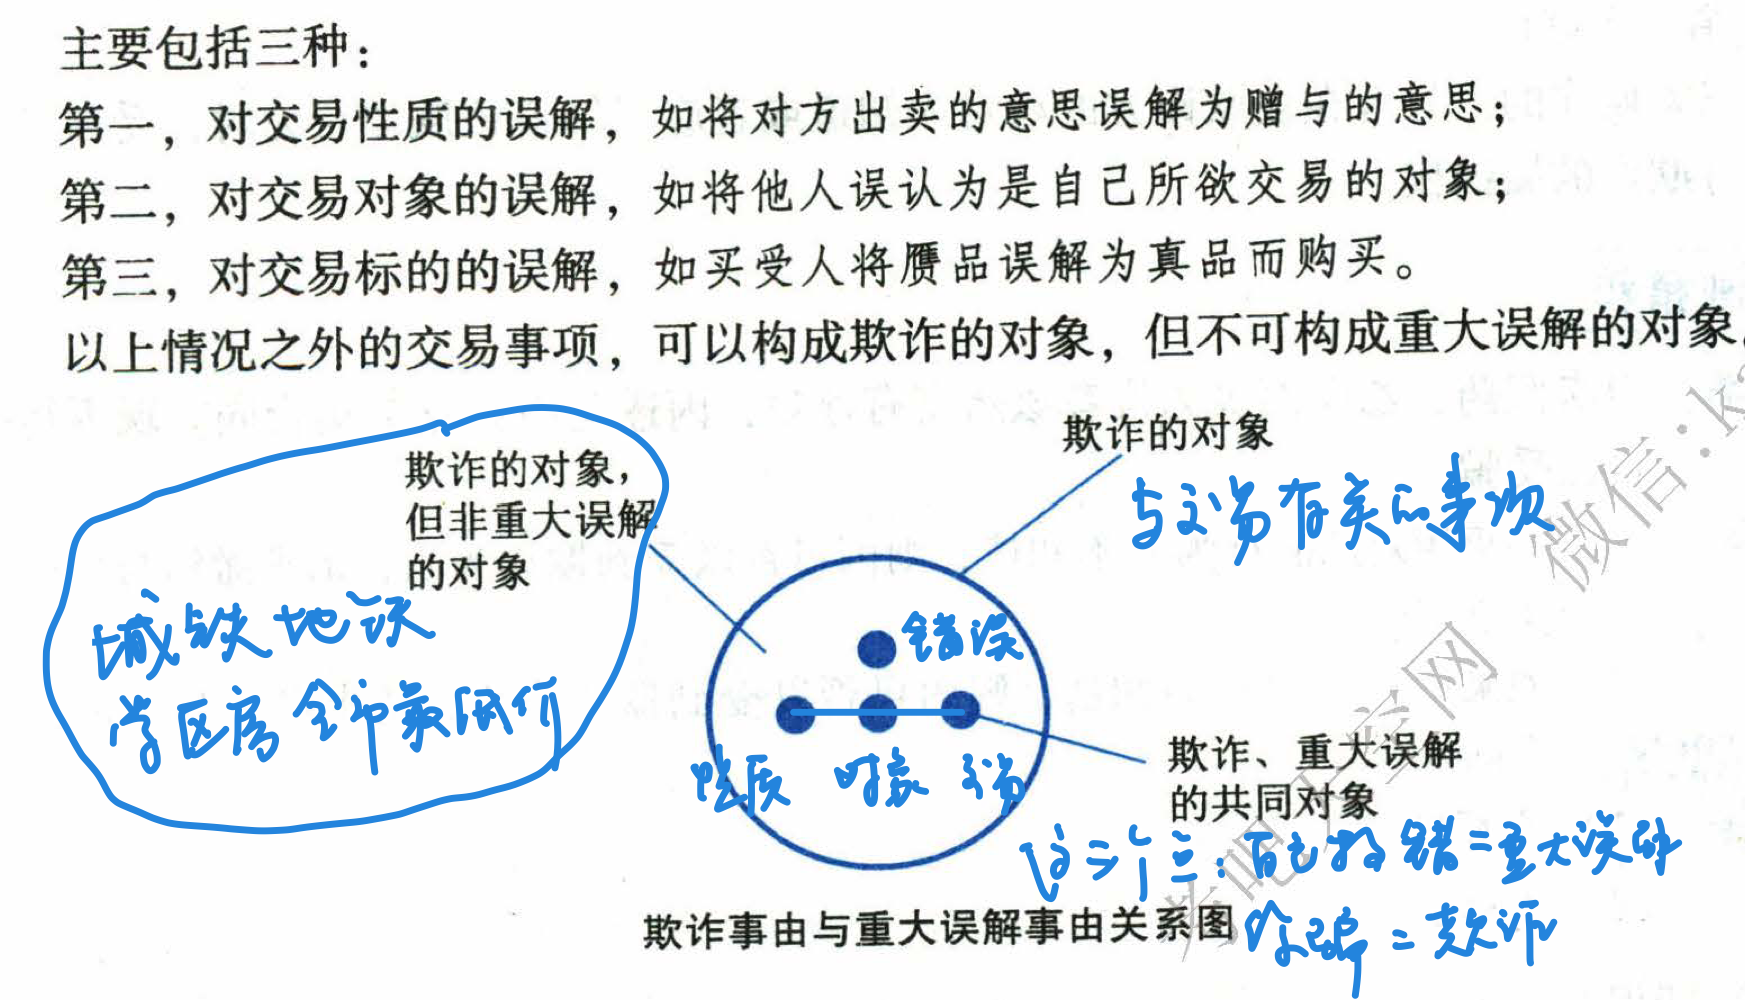 主要包括三种：
第一，对交易性质的误解，如将对方出卖的意思误解为赠与的意思；
第二，对交易对象的误解，如将他人误认为是自己所欲交易的对象；
第三，对交易标的的误解，如买受人将赝品误解为真品而购买。
以上情况之外的交易事项，可以构成欺诈的对象，但不可构成重大误解的对象。
欺诈的对象，
但非重大误解
的对象
城铁地铁
学区房 全市最低价
欺诈的对象
与交易有关的事项
错误
性质 对象 交易
欺诈、重大误解
的共同对象
这三个：自己搞错=重大误解
被骗=欺诈
欺诈事由与重大误解事由关系图
微信：k
考吧天空网